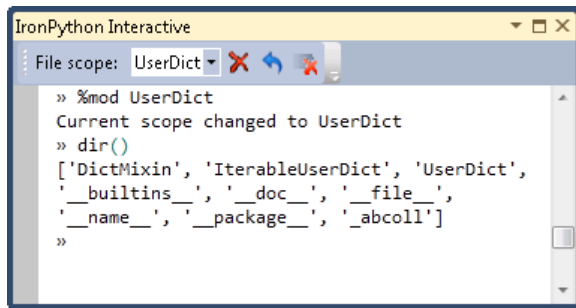 IronPython Interactive
File scope: UserDict
» %mod UserDict
Current scope changed to UserDict
» dir()
['DictMixin', 'IterableUserDict', 'UserDict',
'__builtins__', '__doc__', '__file__',
'__name__', '__package__', '_abcoll']
»